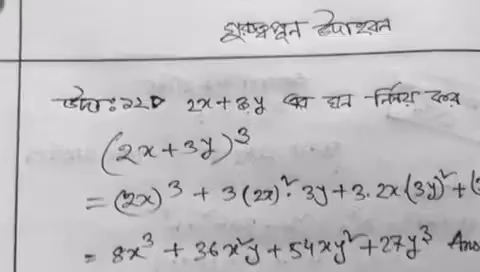 গুরুত্বপূর্ণ উদাহরণ
উদা: ১২▷ 2x+3y এর ঘন নির্ণয় কর
(2x+3y)³
= (2x)³ + 3(2x)². 3y + 3. 2x(3y)² + (
= 8x³ + 36x²y + 54xy² + 27y³ Ans